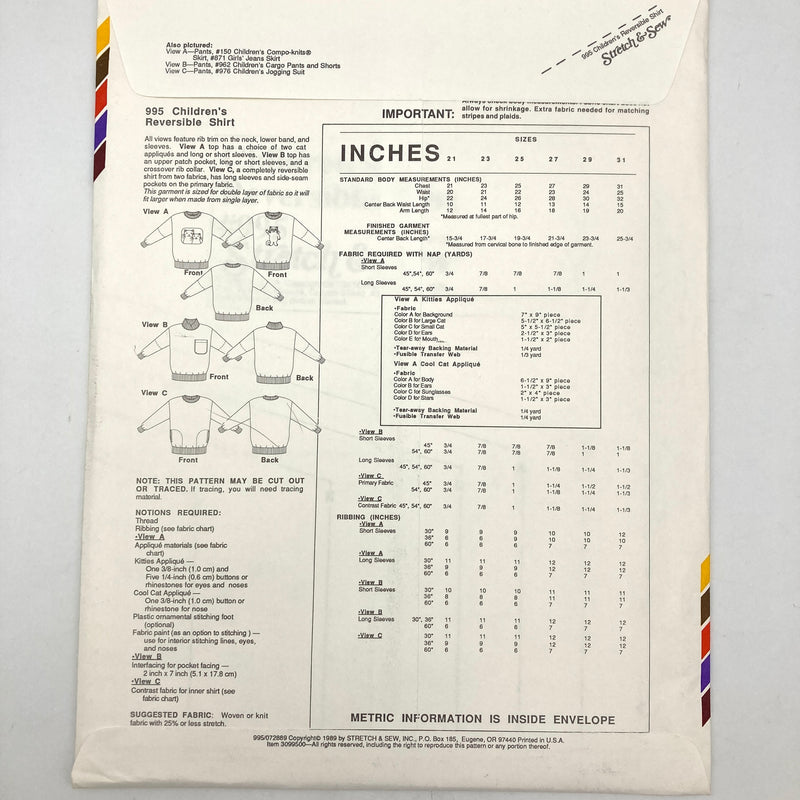 Also pictured:
View A—Pants, #150 Children's Compo-knits®
Skirt, #871 Girls' Jeans Skirt
View B—Pants, #962 Children's Cargo Pants and Shorts
View C—Pants, #976 Children's Jogging Suit
995 Children's Reversible Shirt
Stretch & Sew®
995 Children's
Reversible Shirt
All views feature rib trim on the neck, lower band, and
sleeves. View A top has a choice of two cat
appliqués and long or short sleeves. View B top has
an upper patch pocket, long or short sleeves, and a
crossover rib collar. View C, a completely reversible
shirt from two fabrics, has long sleeves and side-seam
pockets on the primary fabric.
This garment is sized for double layer of fabric so it will
fit larger when made from single layer.
View A
Front Front
Back
View B
Front Back
View C
Front Back
NOTE: THIS PATTERN MAY BE CUT OUT
OR TRACED. If tracing, you will need tracing
material.
NOTIONS REQUIRED:
Thread
Ribbing (see fabric chart)
•View A
Appliqué materials (see fabric
chart)
Kitties Appliqué —
One 3/8-inch (1.0 cm) and
Five 1/4-inch (0.6 cm) buttons or
rhinestones for eyes and noses
Cool Cat Appliqué —
One 3/8-inch (1.0 cm) button or
rhinestone for nose
Plastic ornamental stitching foot
(optional)
Fabric paint (as an option to stitching ) —
use for interior stitching lines, eyes,
and noses
•View B
Interfacing for pocket facing —
2 inch x 7 inch (5.1 x 17.8 cm)
•View C
Contrast fabric for inner shirt (see
fabric chart)
SUGGESTED FABRIC: Woven or knit
fabric with 25% or less stretch.
IMPORTANT:
allow for shrinkage. Extra fabric needed for matching
stripes and plaids.
SIZES
INCHES 21 23 25 27 29 31
STANDARD BODY MEASUREMENTS (INCHES)
Chest 21 23 25 27 29 31
Waist 20 21 22 23 24 25
Hip* 22 24 26 28 30 32
Center Back Waist Length 10 11 12 13 14 15
Arm Length 12 14 16 18 19 20
*Measured at fullest part of hip.
FINISHED GARMENT
MEASUREMENTS (INCHES)
Center Back Length* 15-3/4 17-3/4 19-3/4 21-3/4 23-3/4 25-3/4
*Measured from cervical bone to finished edge of garment.
FABRIC REQUIRED WITH NAP (YARDS)
•View A
Short Sleeves
45", 54", 60" 3/4 7/8 7/8 7/8 1 1
Long Sleeves
45", 54", 60" 3/4 7/8 1 1-1/8 1-1/4 1-1/3
View A Kitties Appliqué
•Fabric
Color A for Background 7" x 9" piece
Color B for Large Cat 5-1/2" x 6-1/2" piece
Color C for Small Cat 5" x 5-1/2" piece
Color D for Ears 2-1/2" x 3" piece
Color E for Mouth 1-1/2" x 2" piece
•Tear-away Backing Material 1/4 yard
•Fusible Transfer Web 1/3 yard
View A Cool Cat Appliqué
•Fabric
Color A for Body 6-1/2" x 9" piece
Color B for Ears 1-1/2" x 3" piece
Color C for Sunglasses 2" x 4" piece
Color D for Stars 1-1/2" x 3" piece
•Tear-away Backing Material 1/4 yard
•Fusible Transfer Web 1/4 yard
•View B
Short Sleeves
45" 3/4 7/8 7/8 7/8 1-1/8 1-1/8
54", 60" 3/4 7/8 7/8 7/8 1 1
Long Sleeves
45", 54", 60" 3/4 7/8 1 1-1/8 1-1/4 1-1/3
•View C
Primary Fabric 45" 3/4 7/8 1 1-1/4 1-1/2 1-1/2
54", 60" 3/4 7/8 1 1-1/8 1-1/4 1-1/3
•View C
Contrast Fabric 45", 54", 60" 3/4 7/8 1 1-1/8 1-1/4 1-1/3
RIBBING (INCHES)
•View A
Short Sleeves 30" 9 9 9 10 10 12
36" 6 6 9 10 10 10
60" 6 6 6 7 7 7
•View A
Long Sleeves 30" 11 11 11 12 12 12
36" 9 9 9 12 12 12
60" 6 6 6 7 7 7
•View B
Short Sleeves 30" 10 10 10 11 11 11
36" 8 8 8 11 11 11
60" 6 6 6 7 7 7
•View B
Long Sleeves 30", 36" 11 11 11 12 12 12
60" 6 6 6 7 7 7
•View C 30" 11 11 11 12 12 12
36" 9 9 9 12 12 12
60" 6 6 6 7 7 7
METRIC INFORMATION IS INSIDE ENVELOPE
995/072889 Copyright© 1989 by STRETCH & SEW, INC., P.O. Box 185, Eugene, OR 97440 Printed in U.S.A.
Item 3099500—All rights reserved, including the right to reproduce this pattern or any portion thereof.